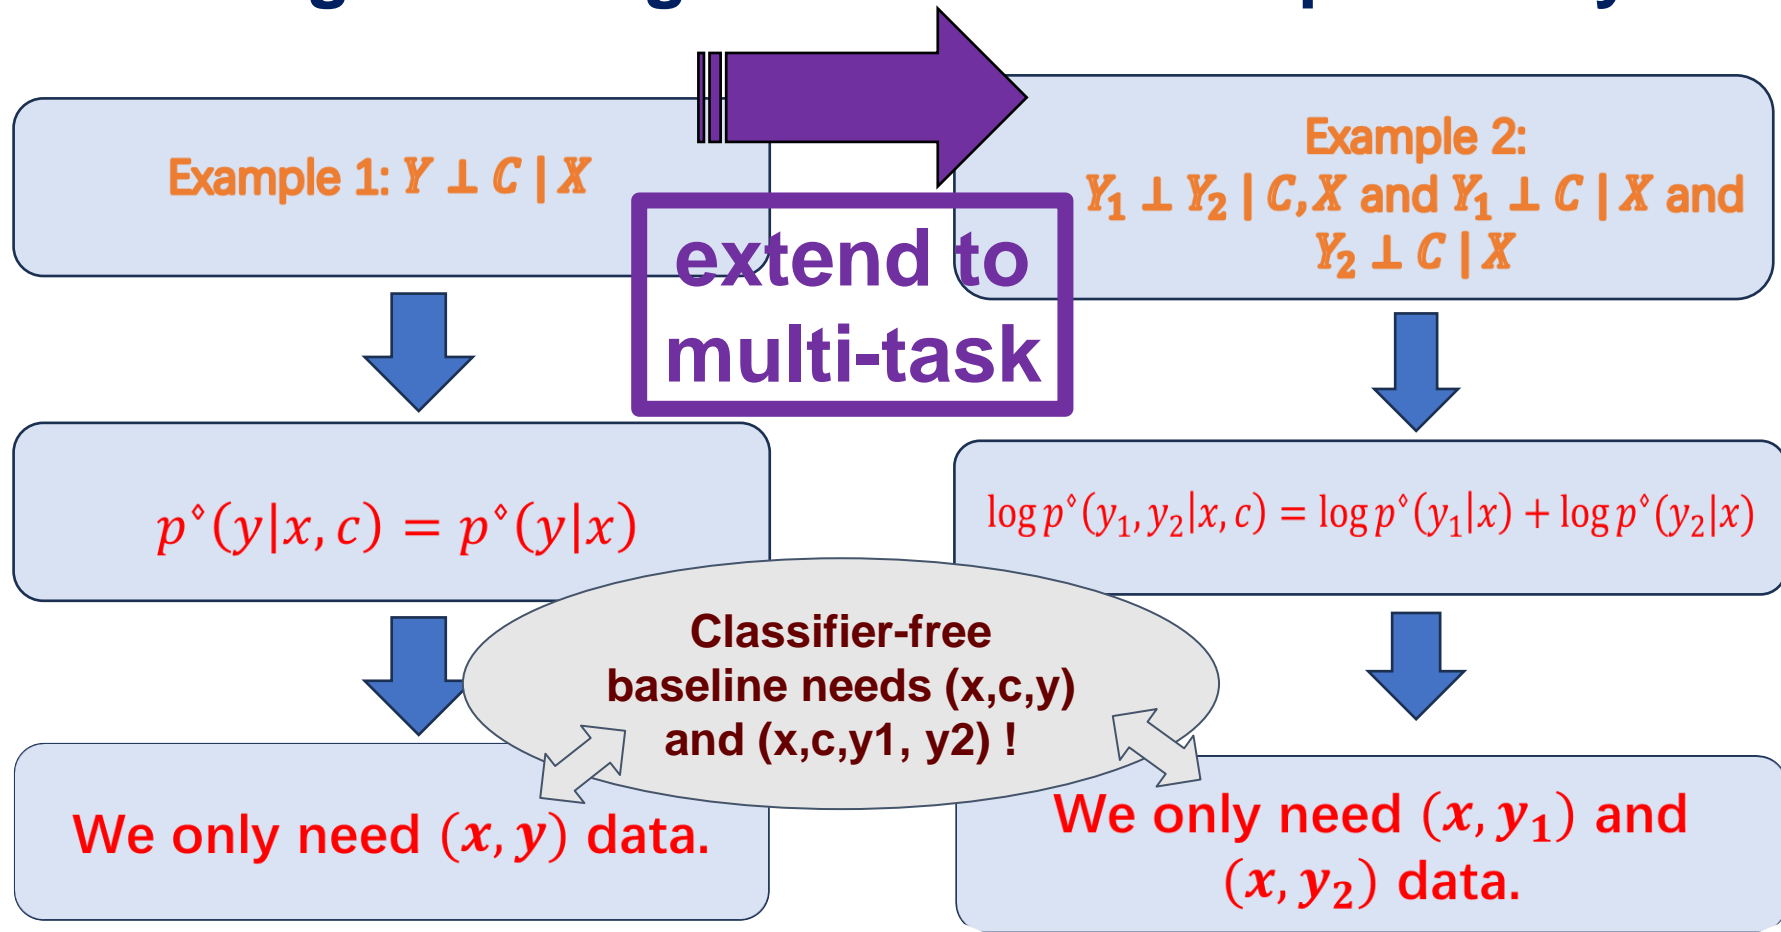 Example 1: Y ⊥ C | X
Example 2:
Y₁ ⊥ Y₂ | C, X and Y₁ ⊥ C | X and
Y₂ ⊥ C | X
extend to
multi-task
p°(y|x, c) = p°(y|x)
log p°(y₁, y₂|x, c) = log p°(y₁|x) + log p°(y₂|x)
Classifier-free
baseline needs (x,c,y)
and (x,c,y1, y2) !
We only need (x, y) data.
We only need (x, y₁) and
(x, y₂) data.